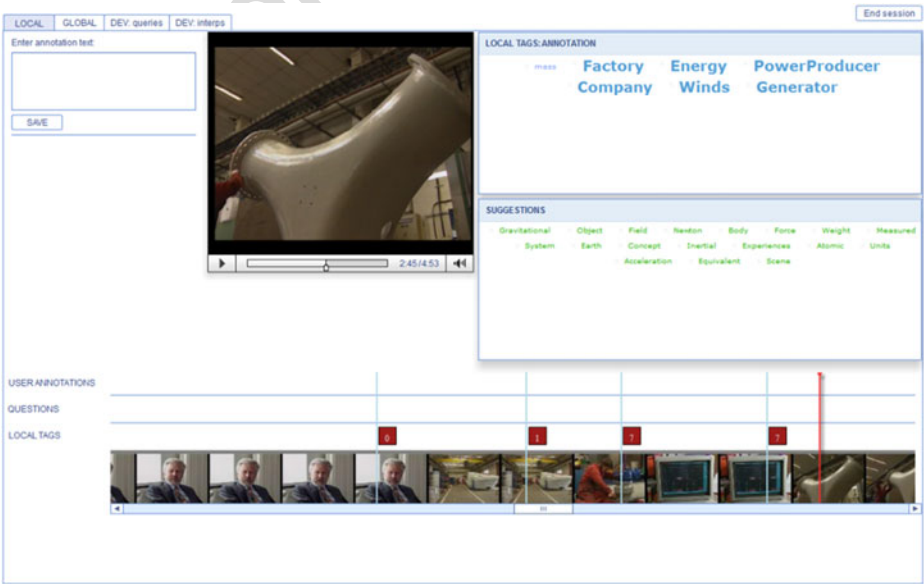 End session
LOCAL GLOBAL DEV: queries DEV: interps
Enter annotation text:
SAVE
2:45/4:53
LOCAL TAGS: ANNOTATION
mass Factory Energy PowerProducer
Company Winds Generator
SUGGESTIONS
Gravitational Object Field Newton Body Force Weight Measured
System Earth Concept Inertial Experiences Atomic Units
Acceleration Equivalent Scene
USER ANNOTATIONS
QUESTIONS
LOCAL TAGS
0 1 7 7